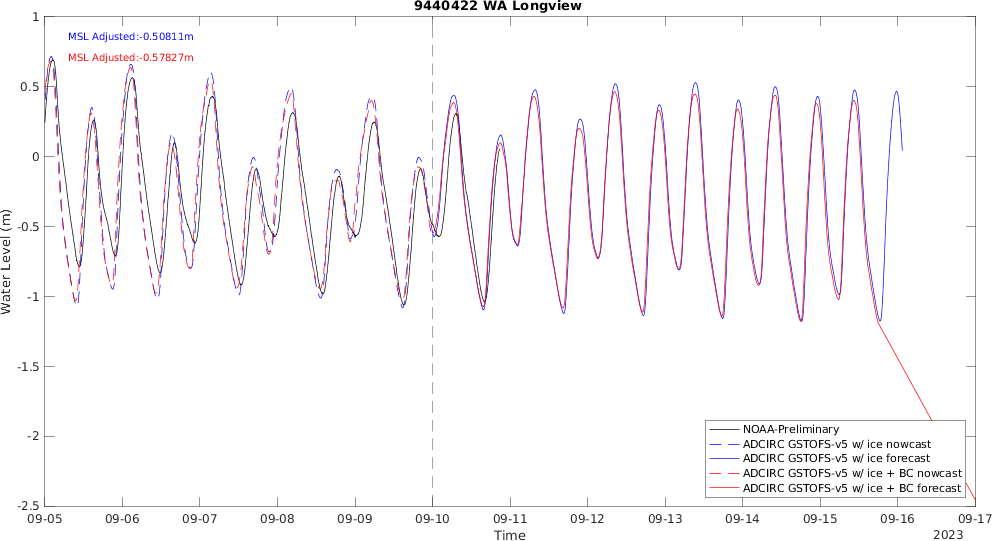 9440422 WA Longview
MSL Adjusted:-0.50811m
MSL Adjusted:-0.57827m
Water Level (m)
1
0.5
0
-0.5
-1
-1.5
-2
-2.5
NOAA-Preliminary
ADCIRC GSTOFS-v5 w/ ice nowcast
ADCIRC GSTOFS-v5 w/ ice forecast
ADCIRC GSTOFS-v5 w/ ice + BC nowcast
ADCIRC GSTOFS-v5 w/ ice + BC forecast
09-05 09-06 09-07 09-08 09-09 09-10 09-11 09-12 09-13 09-14 09-15 09-16 09-17
Time
2023